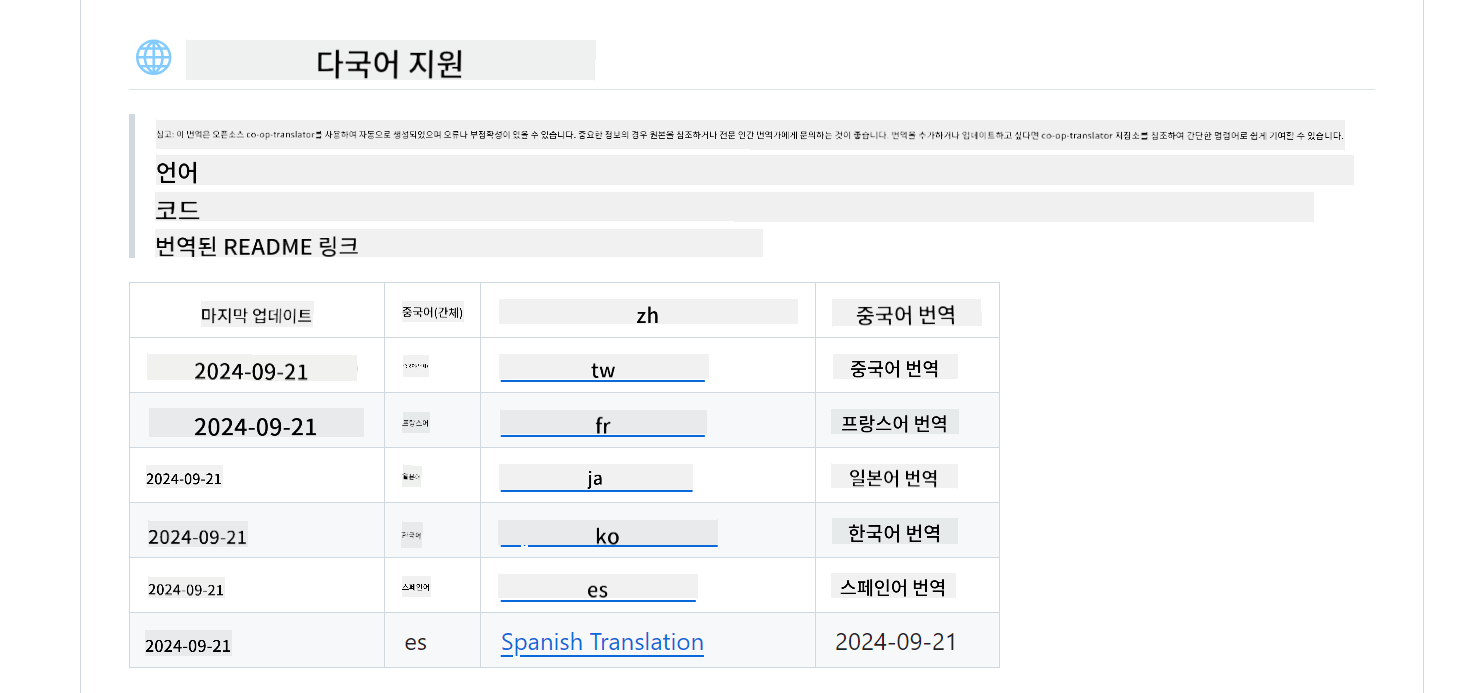 다국어 지원
참고: 이 번역은 오픈소스 co-op-translator를 사용하여 자동으로 생성되었으며 오류나 부정확성이 있을 수 있습니다. 중요한 정보의 경우 원본을 참조하거나 전문 인간 번역가에게 문의하는 것이 좋습니다. 번역을 추가하거나 업데이트하고 싶다면 co-op-translator 저장소를 참조하여 간단한 명령어로 쉽게 기여할 수 있습니다.
언어
코드
번역된 README 링크
마지막 업데이트 중국어(간체) zh 중국어 번역
2024-09-21 tw 중국어 번역
2024-09-21 프랑스어 fr 프랑스어 번역
2024-09-21 일본어 ja 일본어 번역
2024-09-21 한국어 ko 한국어 번역
2024-09-21 스페인어 es 스페인어 번역
2024-09-21 es Spanish Translation 2024-09-21